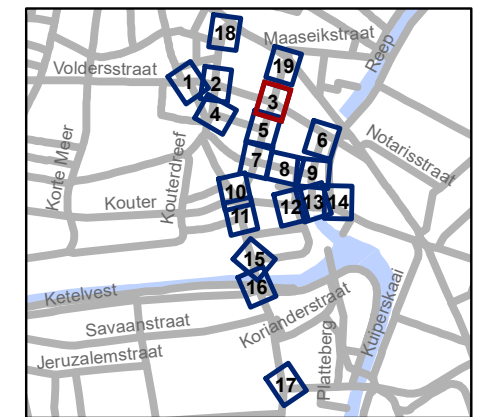 18
Maaseikstraat
Reep
19
Voldersstraat
1
2
3
4
5
6
Notarisstraat
Korte Meer
Kouterdreef
7
8
9
10
Kouter
11
12
13
14
15
16
Ketelvest
Savaanstraat
Korianderstraat
Kuiperskaai
Platteberg
Jeruzalemstraat
17